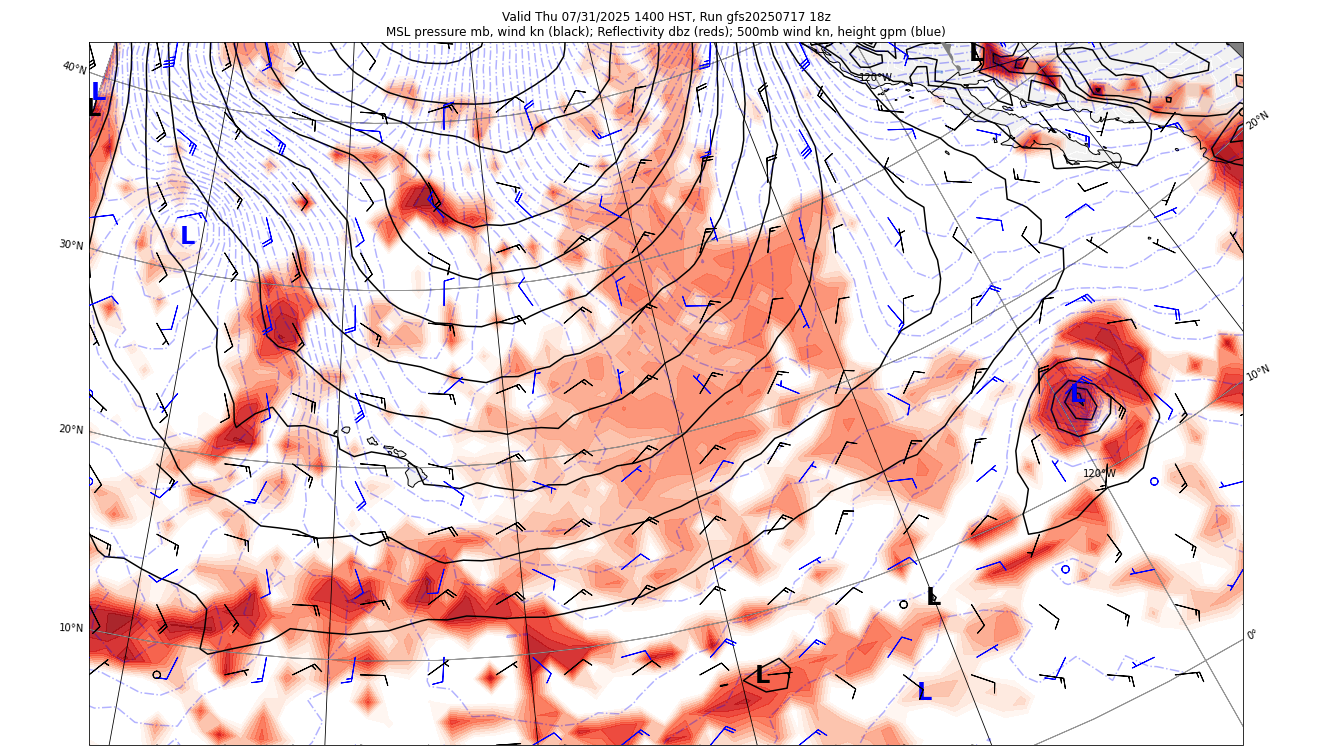 Valid Thu 07/31/2025 1400 HST, Run gfs20250717 18z
MSL pressure mb, wind kn (black); Reflectivity dbz (reds); 500mb wind kn, height gpm (blue)
L
40°N
120°W
L
L
20°N
L
30°N
10°N
L
20°N
120°W
L
10°N
0°
L
L